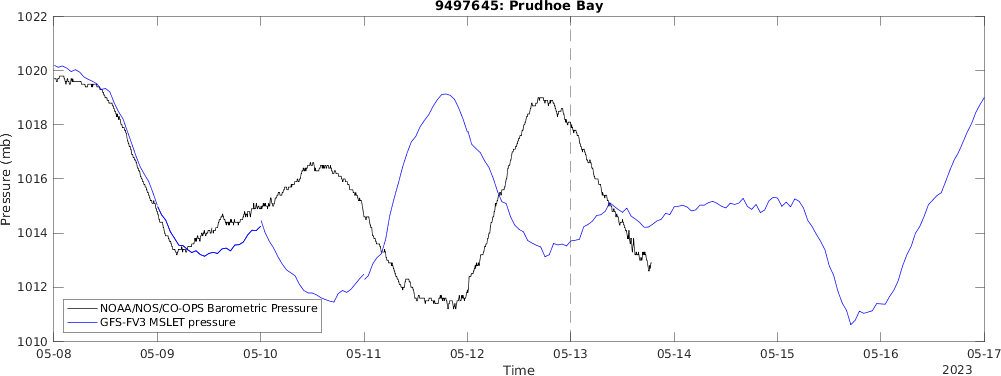 9497645: Prudhoe Bay
1022
1020
1018
1016
1014
1012
1010
Pressure (mb)
NOAA/NOS/CO-OPS Barometric Pressure
GFS-FV3 MSLET pressure
05-08 05-09 05-10 05-11 05-12 05-13 05-14 05-15 05-16 05-17
Time
2023